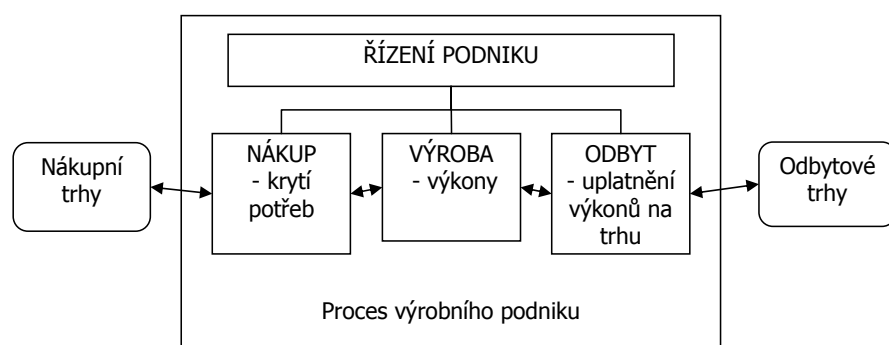 ŘÍZENÍ PODNIKU
Nákupní
trhy
NÁKUP
- krytí
potřeb
VÝROBA
- výkony
ODBYT
- uplatnění
výkonů na
trhu
Odbytové
trhy
Proces výrobního podniku